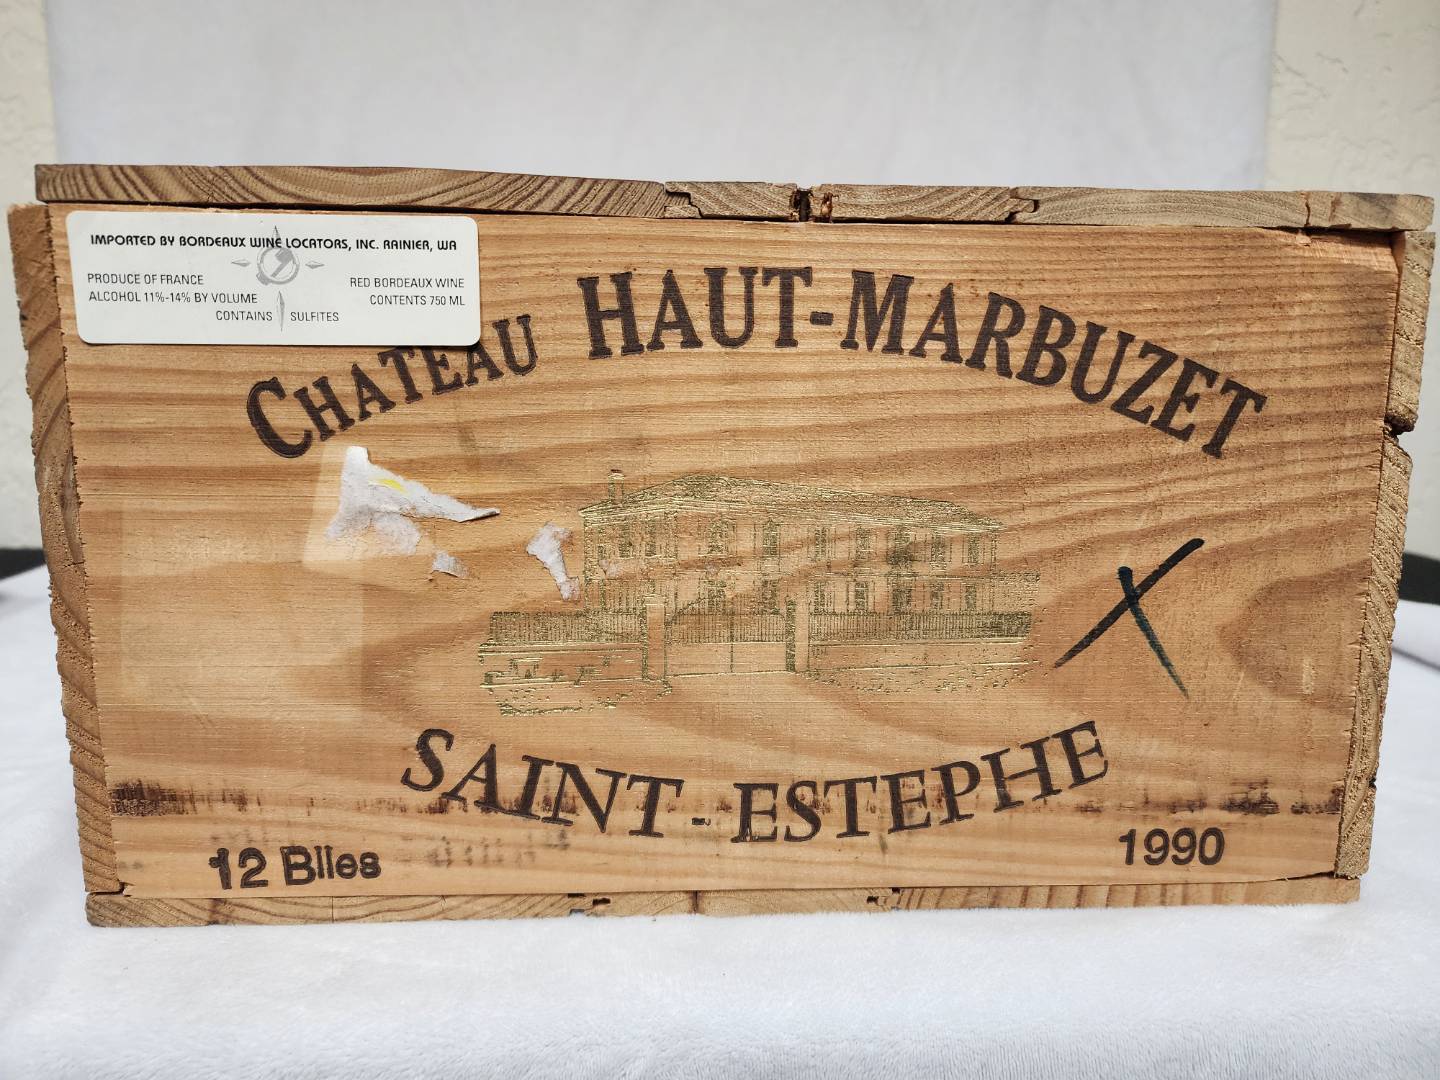 IMPORTED BY BORDEAUX WINE LOCATORS, INC. RAINIER, WA
PRODUCE OF FRANCE
RED BORDEAUX WINE
ALCOHOL 11%-14% BY VOLUME
CONTENTS 750 ML
CONTAINS SULFITES
CHATEAU HAUT-MARBUZET
X
SAINT-ESTEPHE
12 Blles
1990